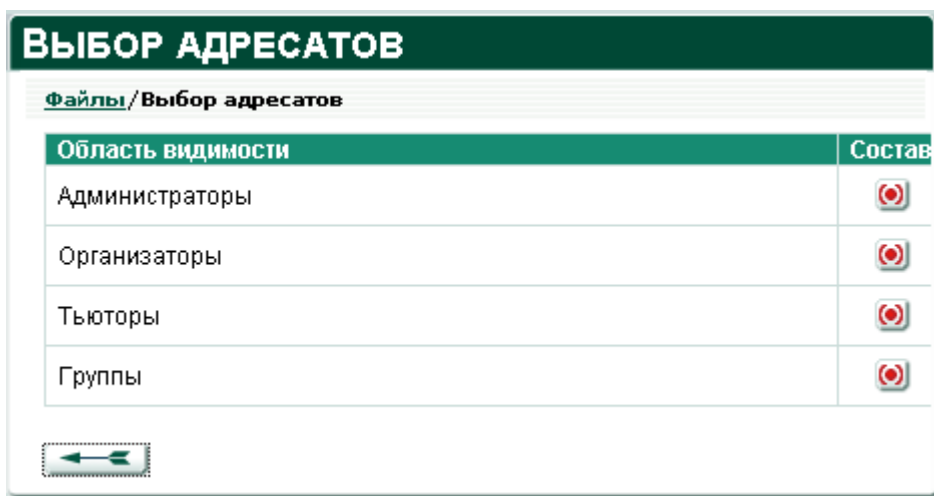 ВЫБОР АДРЕСАТОВ
Файлы/Выбор адресатов
Область видимости Состав
Администраторы
Организаторы
Тьюторы
Группы